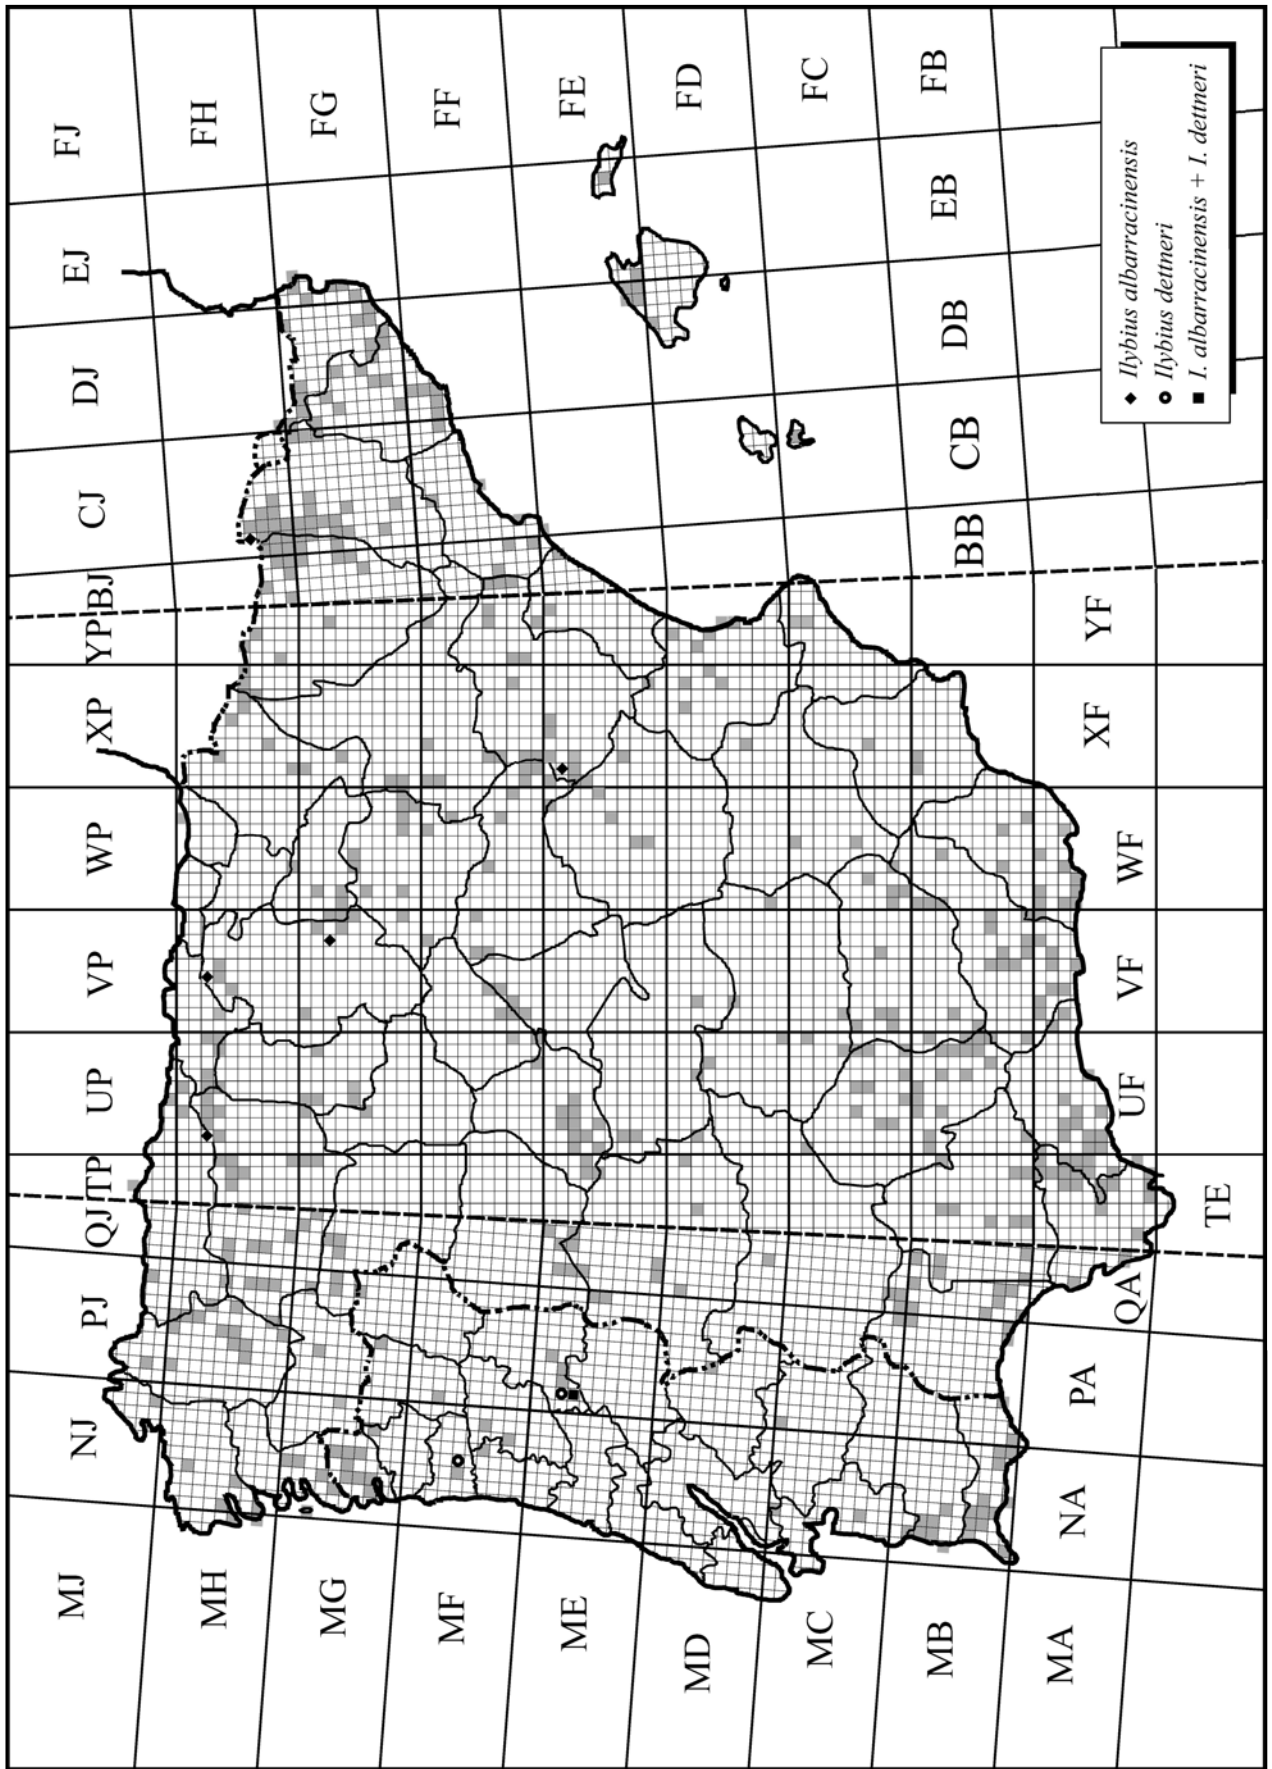 FJ
EJ
DJ
CJ
BJ
YP
XP
WP
VP
UP
TP
QJ
PJ
NJ
MJ
FH
FG
FF
FE
FD
FC
FB
EB
DB
CB
BB
YF
XF
WF
VF
UF
TE
QA
PA
NA
MH
MG
MF
ME
MD
MC
MB
MA
Ilybius albarracinensis
Ilybius dettneri
I. albarracinensis + I. dettneri